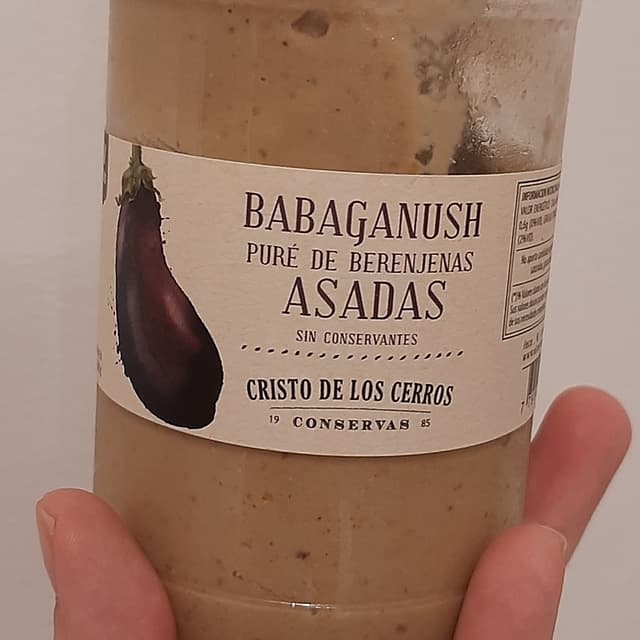 BABAGANUSH
PURÉ DE BERENJENAS
ASADAS
SIN CONSERVANTES
CRISTO DE LOS CERROS
19 CONSERVAS 85